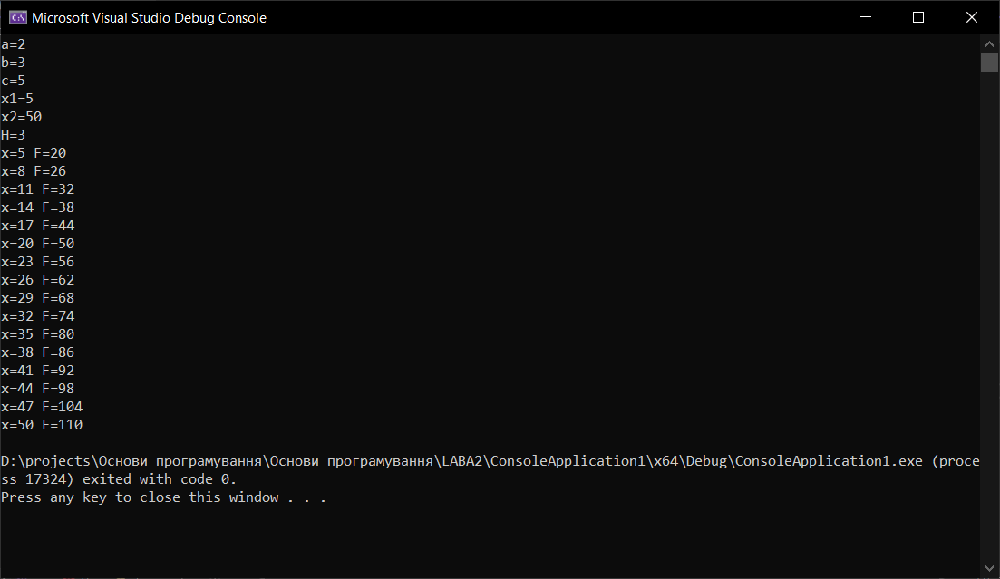 Microsoft Visual Studio Debug Console
a=2
b=3
c=5
x1=5
x2=50
H=3
x=5 F=20
x=8 F=26
x=11 F=32
x=14 F=38
x=17 F=44
x=20 F=50
x=23 F=56
x=26 F=62
x=29 F=68
x=32 F=74
x=35 F=80
x=38 F=86
x=41 F=92
x=44 F=98
x=47 F=104
x=50 F=110
D:\projects\Основи програмування\Основи програмування\LABA2\ConsoleApplication1\x64\Debug\ConsoleApplication1.exe (proce
ss 17324) exited with code 0.
Press any key to close this window . . .